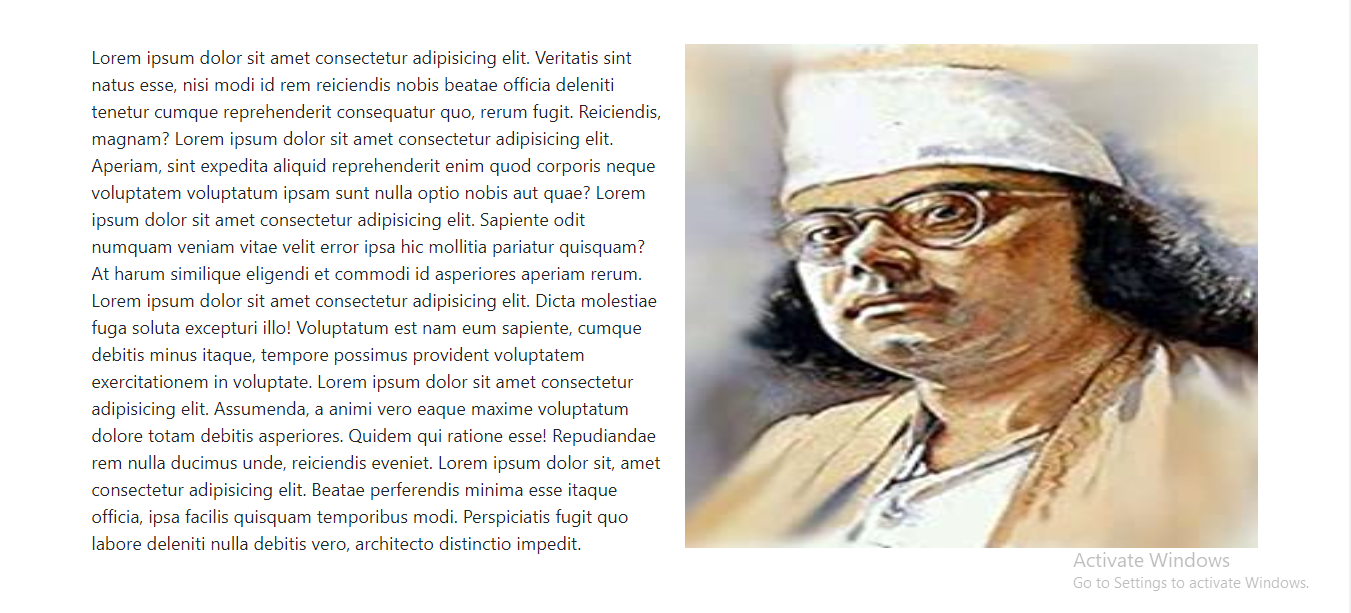 Lorem ipsum dolor sit amet consectetur adipisicing elit. Veritatis sint
natus esse, nisi modi id rem reiciendis nobis beatae officia deleniti
tenetur cumque reprehenderit consequatur quo, rerum fugit. Reiciendis,
magnam? Lorem ipsum dolor sit amet consectetur adipisicing elit.
Aperiam, sint expedita aliquid reprehenderit enim quod corporis neque
voluptatem voluptatum ipsam sunt nulla optio nobis aut quae? Lorem
ipsum dolor sit amet consectetur adipisicing elit. Sapiente odit
numquam veniam vitae velit error ipsa hic mollitia pariatur quisquam?
At harum similique eligendi et commodi id asperiores aperiam rerum.
Lorem ipsum dolor sit amet consectetur adipisicing elit. Dicta molestiae
fuga soluta excepturi illo! Voluptatum est nam eum sapiente, cumque
debitis minus itaque, tempore possimus provident voluptatem
exercitationem in voluptate. Lorem ipsum dolor sit amet consectetur
adipisicing elit. Assumenda, a animi vero eaque maxime voluptatum
dolore totam debitis asperiores. Quidem qui ratione esse! Repudiandae
rem nulla ducimus unde, reiciendis eveniet. Lorem ipsum dolor sit, amet
consectetur adipisicing elit. Beatae perferendis minima esse itaque
officia, ipsa facilis quisquam temporibus modi. Perspiciatis fugit quo
labore deleniti nulla debitis vero, architecto distinctio impedit.
Activate Windows
Go to Settings to activate Windows.